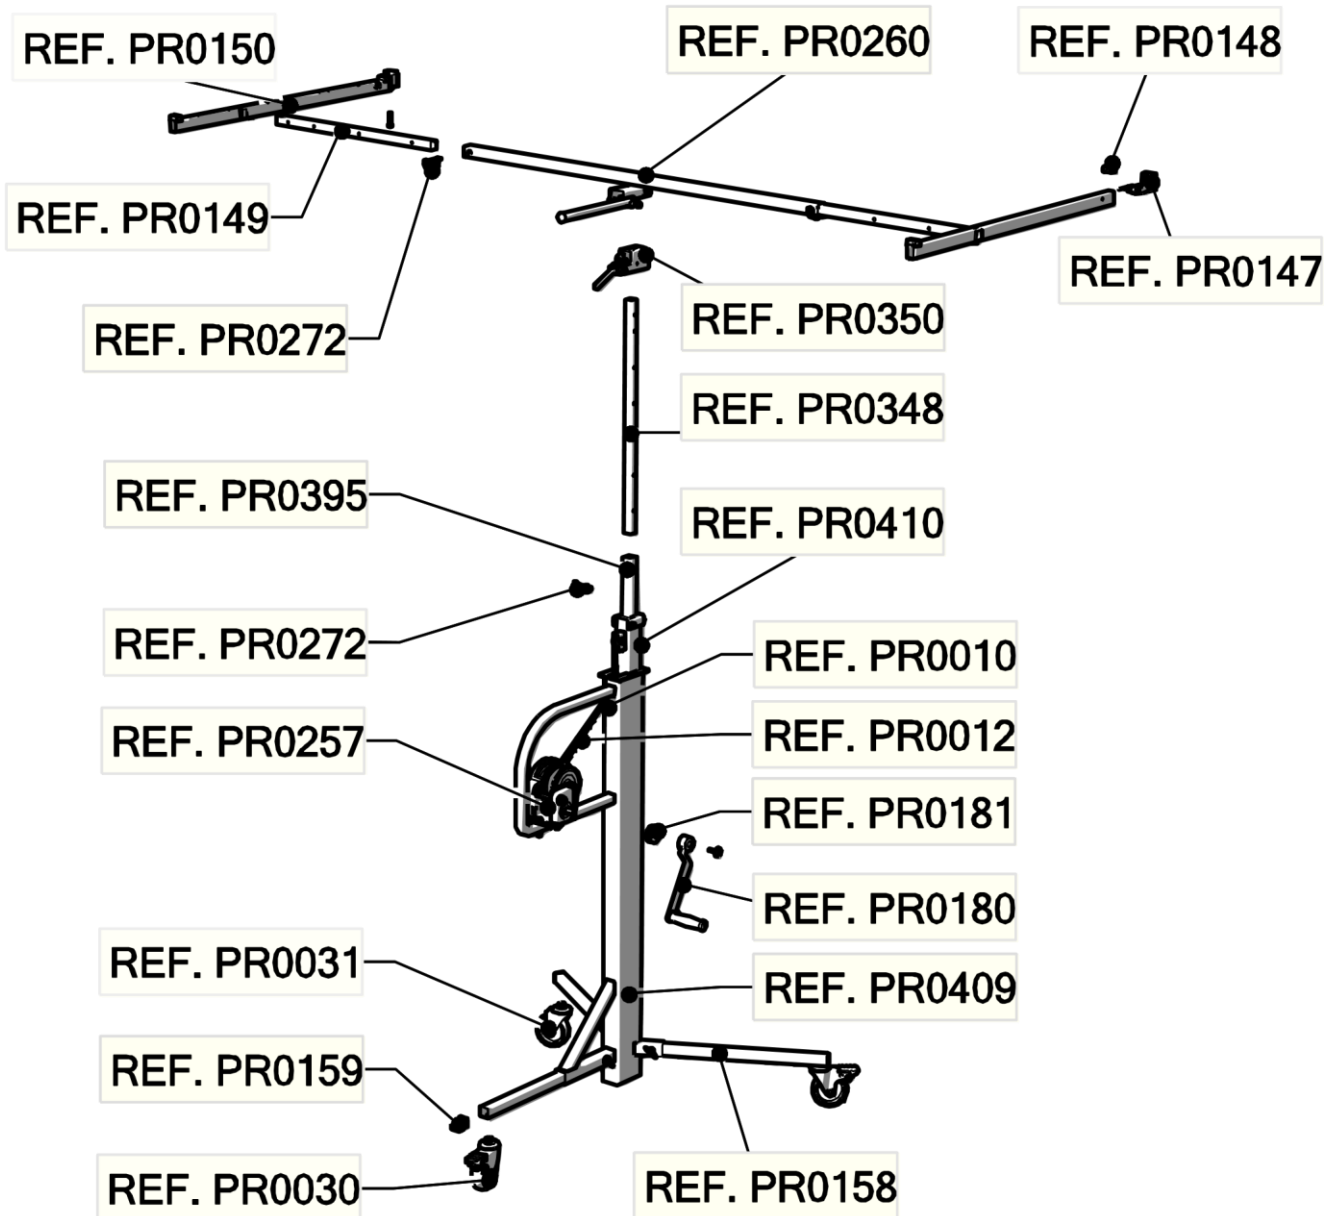 REF. PR0150
REF. PR0260
REF. PR0148
REF. PR0149
REF. PR0147
REF. PR0272
REF. PR0350
REF. PR0348
REF. PR0395
REF. PR0410
REF. PR0272
REF. PR0010
REF. PR0257
REF. PR0012
REF. PR0181
REF. PR0180
REF. PR0031
REF. PR0409
REF. PR0159
REF. PR0030
REF. PR0158